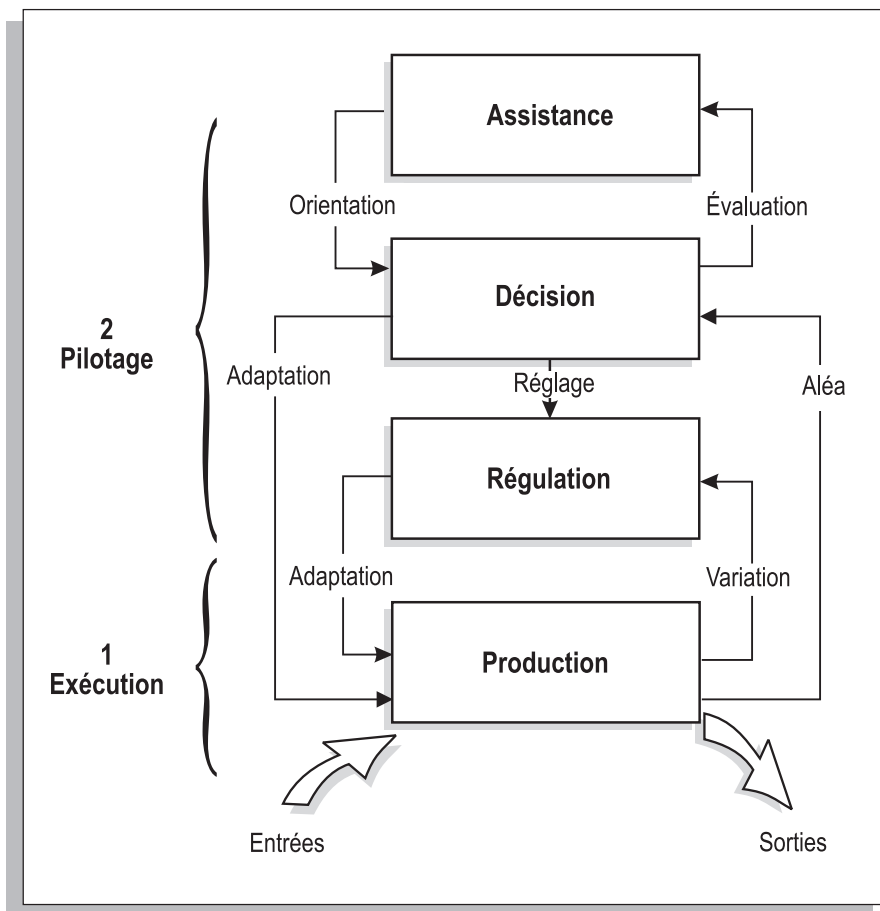 Assistance
Orientation
Évaluation
Décision
2
Pilotage
Adaptation
Réglage
Aléa
Régulation
Adaptation
Variation
1
Exécution
Production
Entrées
Sorties